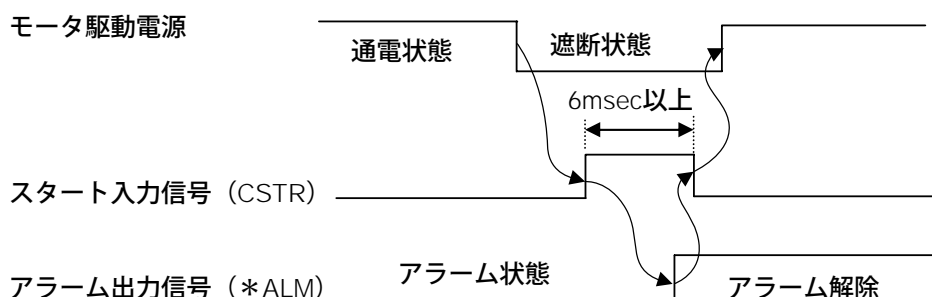 モータ駆動電源
通電状態
遮断状態
6msec以上
スタート入力信号（CSTR）
アラーム出力信号（＊ALM）
アラーム状態
アラーム解除